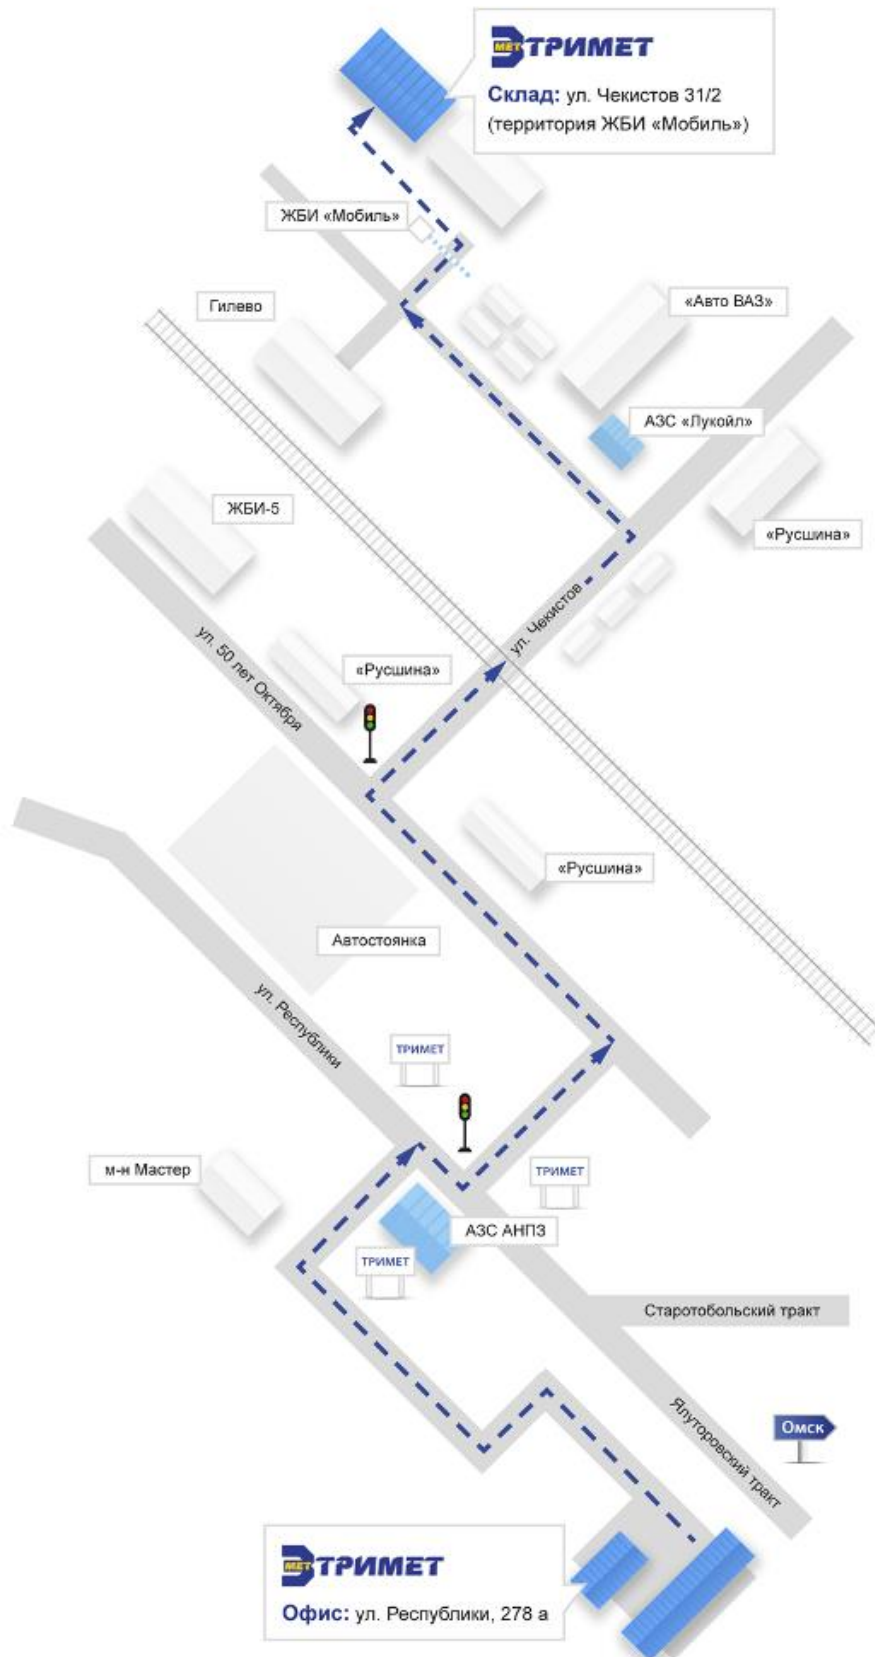 МЕТ ТРИМЕТ
Склад: ул. Чекистов 31/2
(территория ЖБИ «Мобиль»)
ЖБИ «Мобиль»
Гилево
«Авто ВАЗ»
АЗС «Лукойл»
ЖБИ-5
«Русшина»
ул. Чекистов
ул. 50 лет Октября
«Русшина»
«Русшина»
Автостоянка
ул. Республики
ТРИМЕТ
м-н Мастер
ТРИМЕТ
АЗС АНПЗ
ТРИМЕТ
Старотобольский тракт
Ялуторовский тракт
Омск
МЕТ ТРИМЕТ
Офис: ул. Республики, 278 а